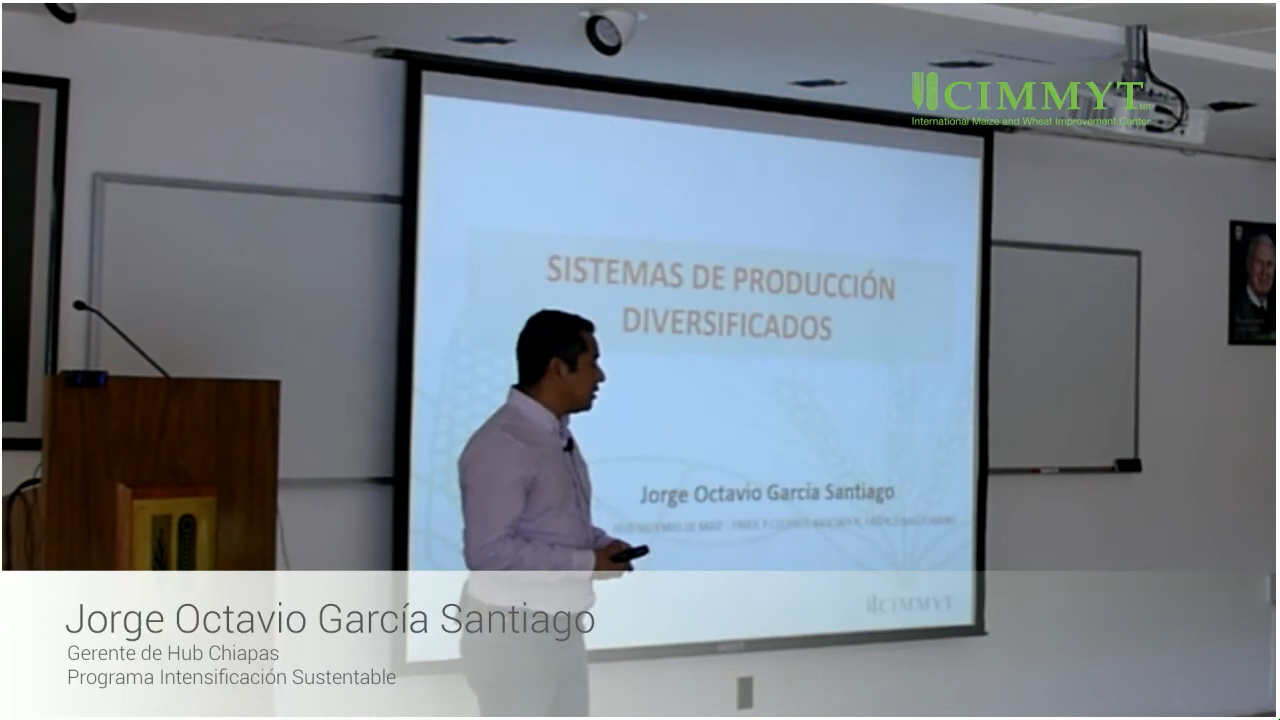 CIMMYT
International Maize and Wheat Improvement Center
SISTEMAS DE PRODUCCIÓN
DIVERSIFICADOS
Jorge Octavio García Santiago
CIMMYT
Jorge Octavio García Santiago
Gerente de Hub Chiapas
Programa Intensificación Sustentable